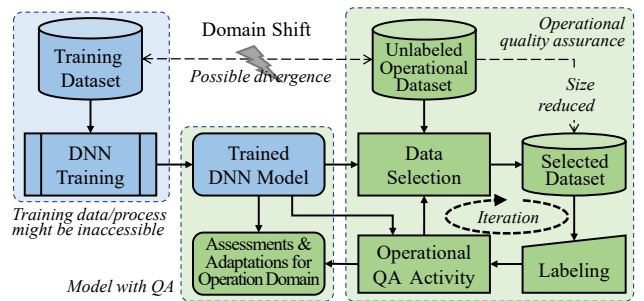 Training
Dataset
Domain Shift
Possible divergence
Unlabeled
Operational
Dataset
Operational
quality assurance
Size
reduced
DNN
Training
Trained
DNN Model
Data
Selection
Selected
Dataset
Training data/process
might be inaccessible
Iteration
Assessments &
Adaptations for
Operation Domain
Operational
QA Activity
Labeling
Model with QA